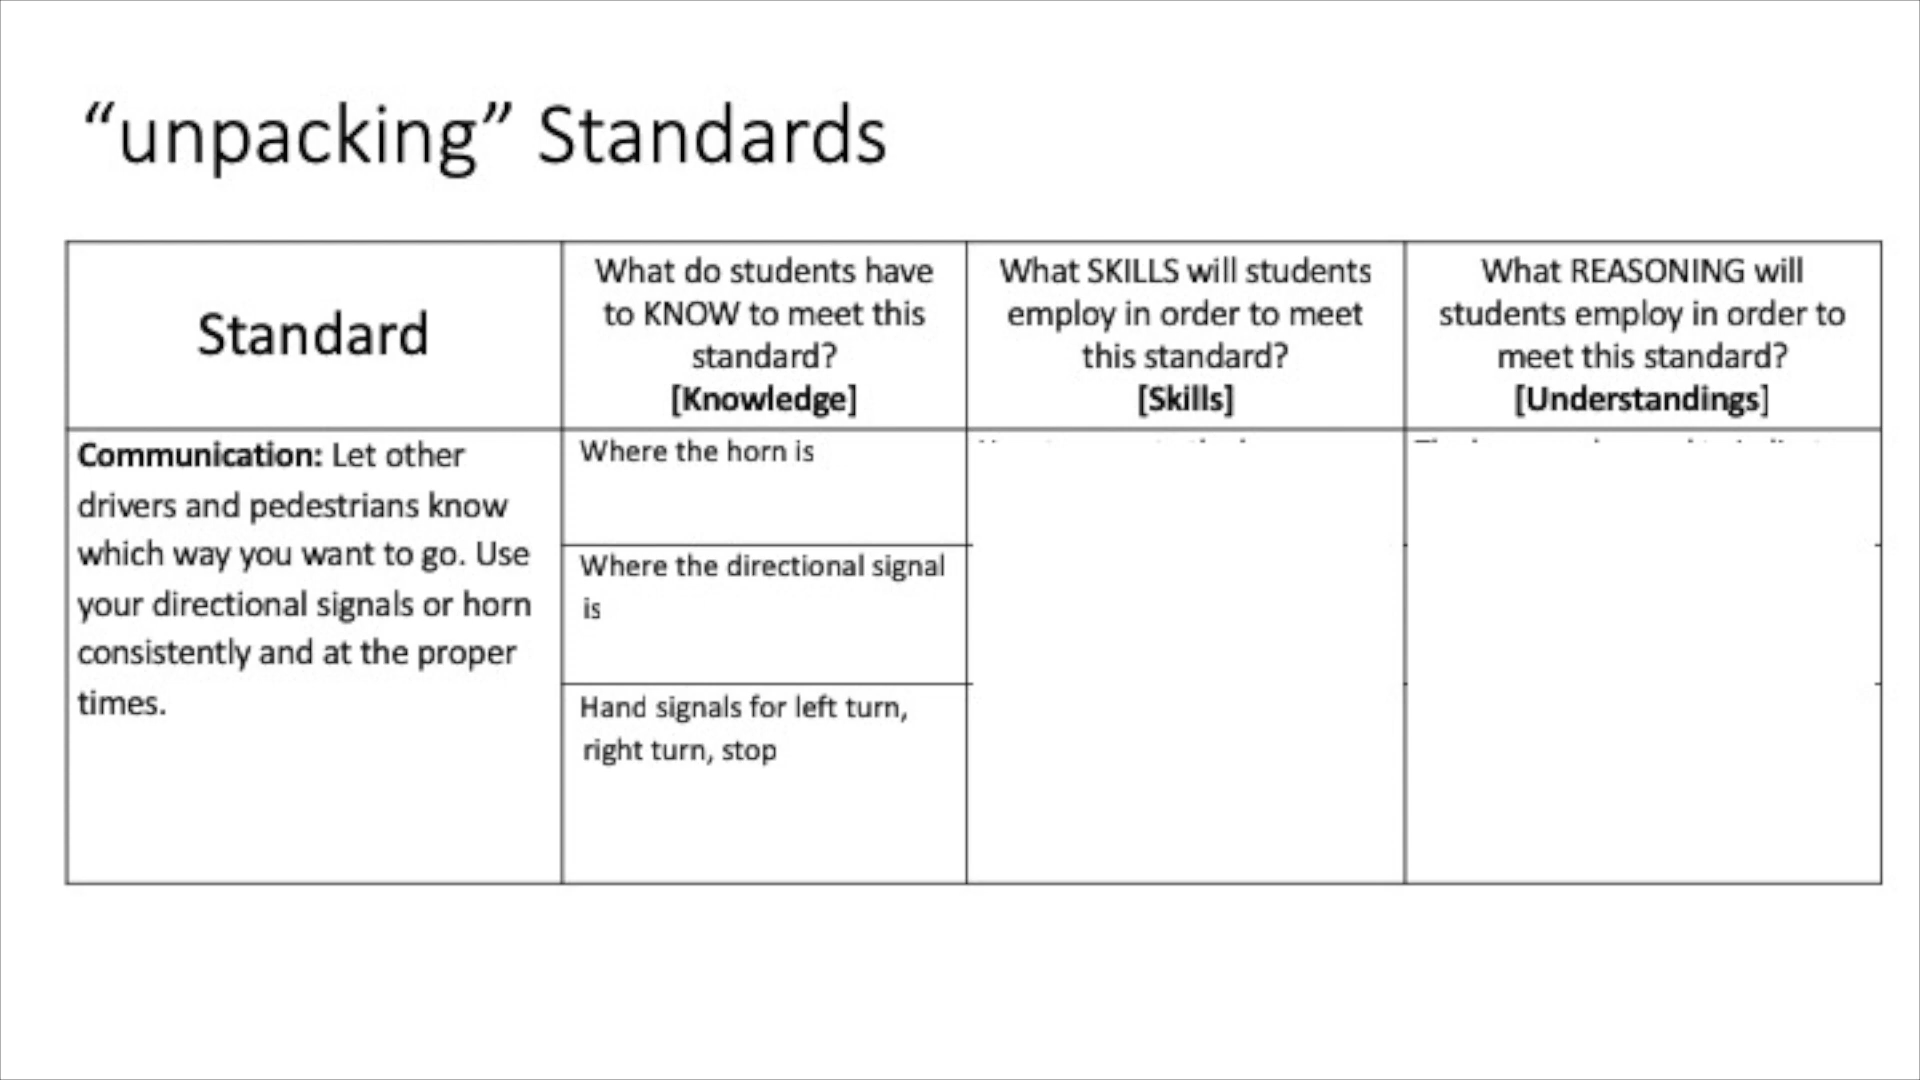 “unpacking” Standards
Standard
What do students have
to KNOW to meet this
standard?
[Knowledge]
What SKILLS will students
employ in order to meet
this standard?
[Skills]
What REASONING will
students employ in order to
meet this standard?
[Understandings]
Communication: Let other
drivers and pedestrians know
which way you want to go. Use
your directional signals or horn
consistently and at the proper
times.
Where the horn is
Where the directional signal
is
Hand signals for left turn,
right turn, stop